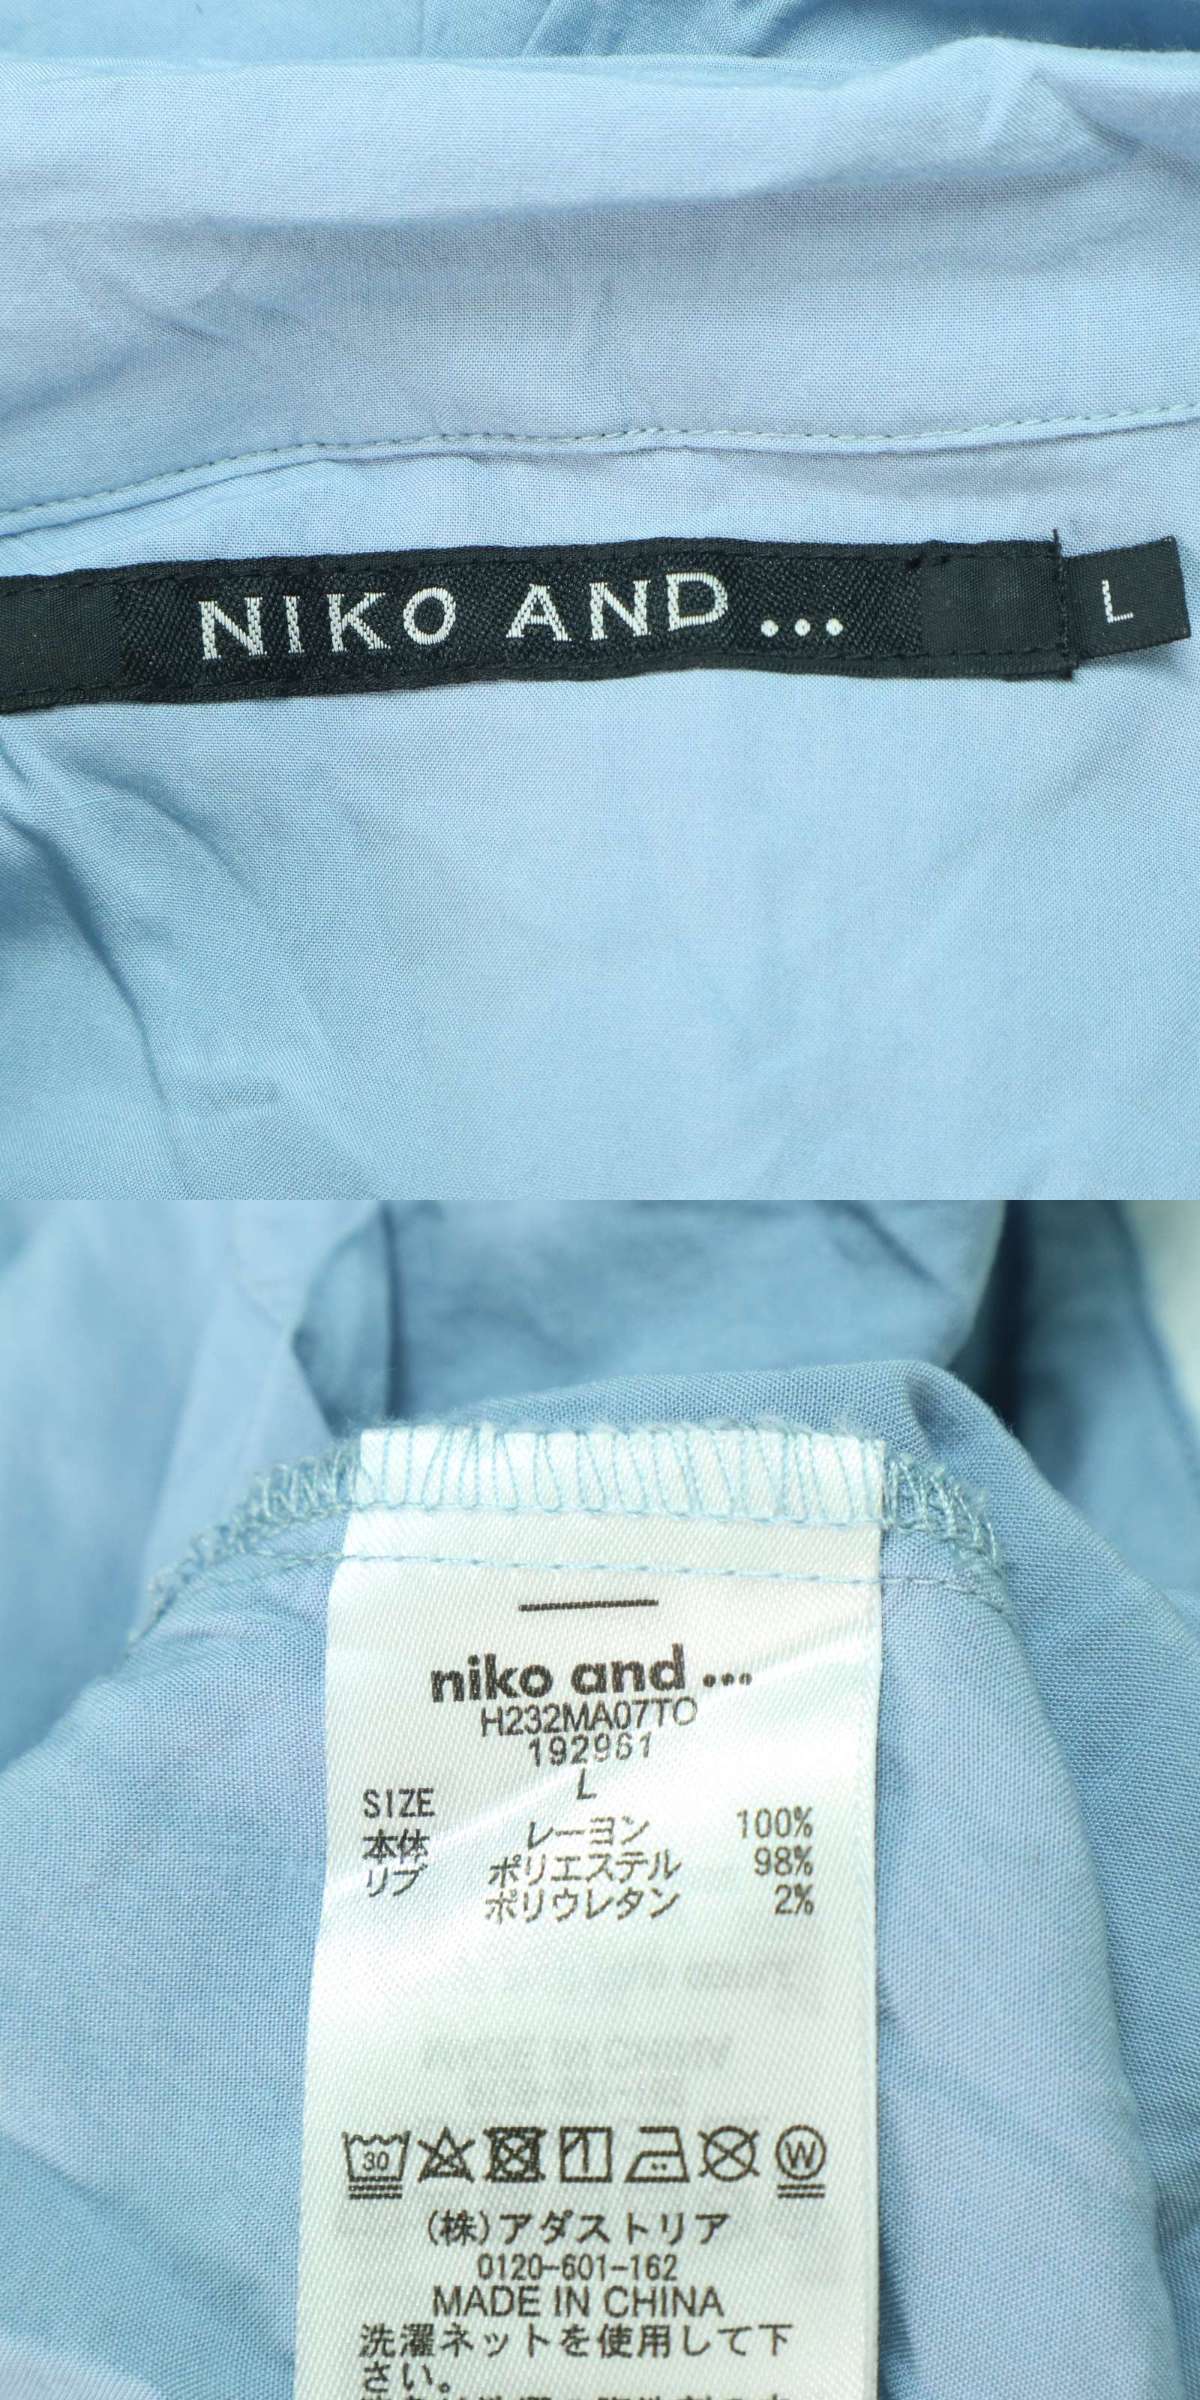 NIKO AND...
L
niko and ...
H232MA07TO
192961
SIZE L
本体 レーヨン 100%
リブ ポリエステル 98%
ポリウレタン 2%
30
W
(株)アダストリア
0120-601-162
MADE IN CHINA
洗濯ネットを使用して下
さい。